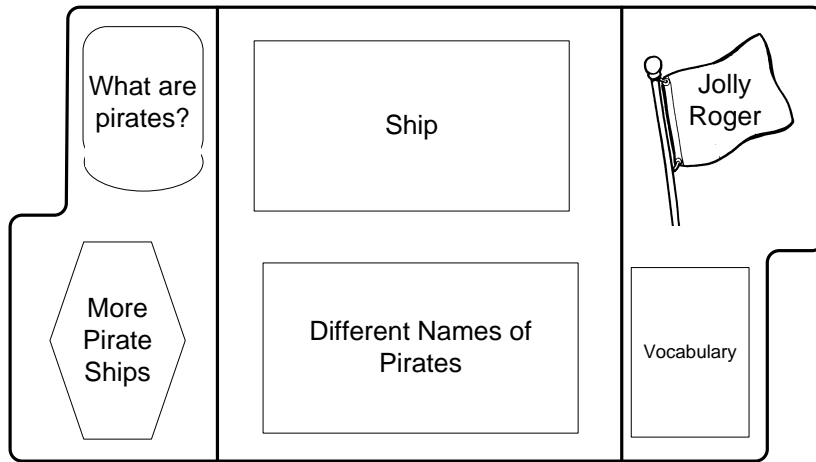 What are
pirates?
Ship
Jolly
Roger
More
Pirate
Ships
Different Names of
Pirates
Vocabulary